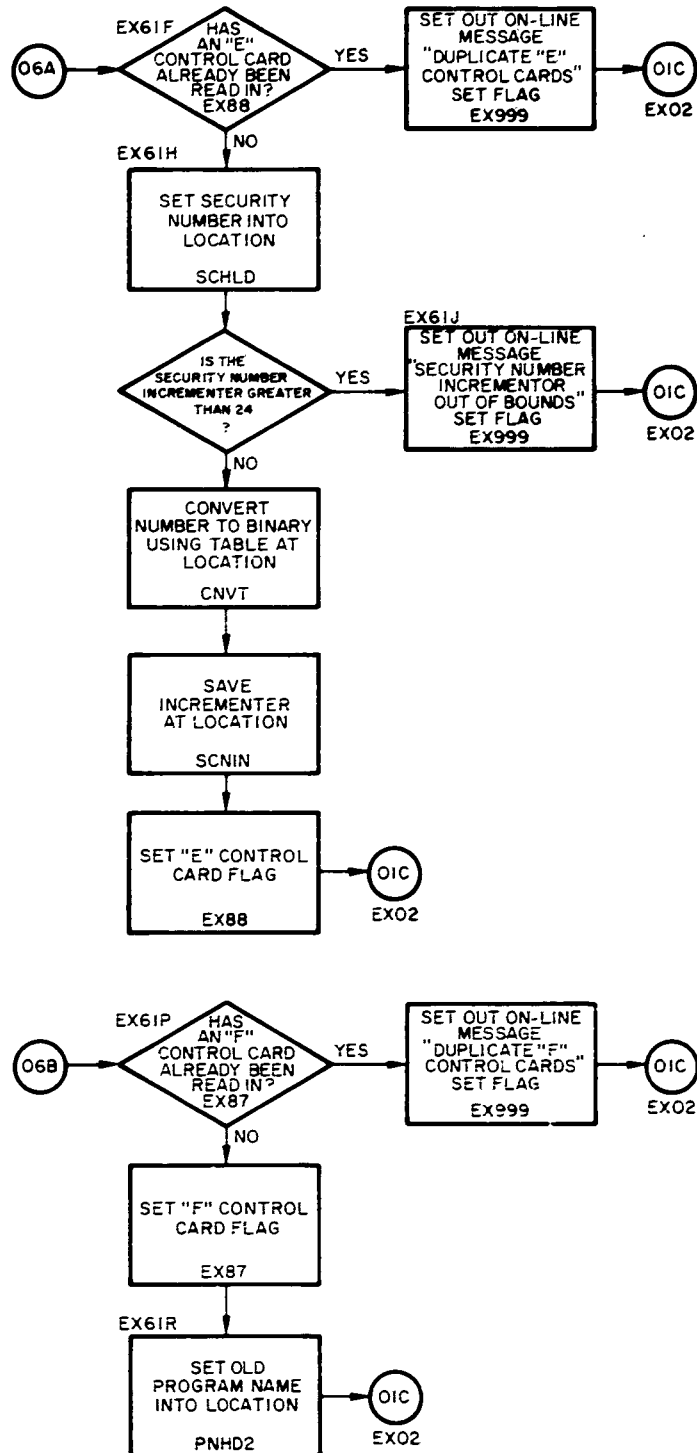 EX61F
HAS
AN "E"
CONTROL CARD
ALREADY BEEN
READ IN?
EX88
06A
YES
SET OUT ON-LINE
MESSAGE
"DUPLICATE "E"
CONTROL CARDS"
SET FLAG
EX999
01C
EX02
NO
EX61H
SET SECURITY
NUMBER INTO
LOCATION
SCHLD
IS THE
SECURITY NUMBER
INCREMENTER GREATER
THAN 24
?
YES
EX61J
SET OUT ON-LINE
MESSAGE
"SECURITY NUMBER
INCREMENTOR
OUT OF BOUNDS"
SET FLAG
EX999
01C
EX02
NO
CONVERT
NUMBER TO BINARY
USING TABLE AT
LOCATION
CNVT
SAVE
INCREMENTER
AT LOCATION
SCNIN
SET "E" CONTROL
CARD FLAG
EX88
01C
EX02
EX61P
HAS
AN "F"
CONTROL CARD
ALREADY BEEN
READ IN?
EX87
06B
YES
SET OUT ON-LINE
MESSAGE
"DUPLICATE "F"
CONTROL CARDS"
SET FLAG
EX999
01C
EX02
NO
SET "F" CONTROL
CARD FLAG
EX87
EX61R
SET OLD
PROGRAM NAME
INTO LOCATION
PNHD2
01C
EX02